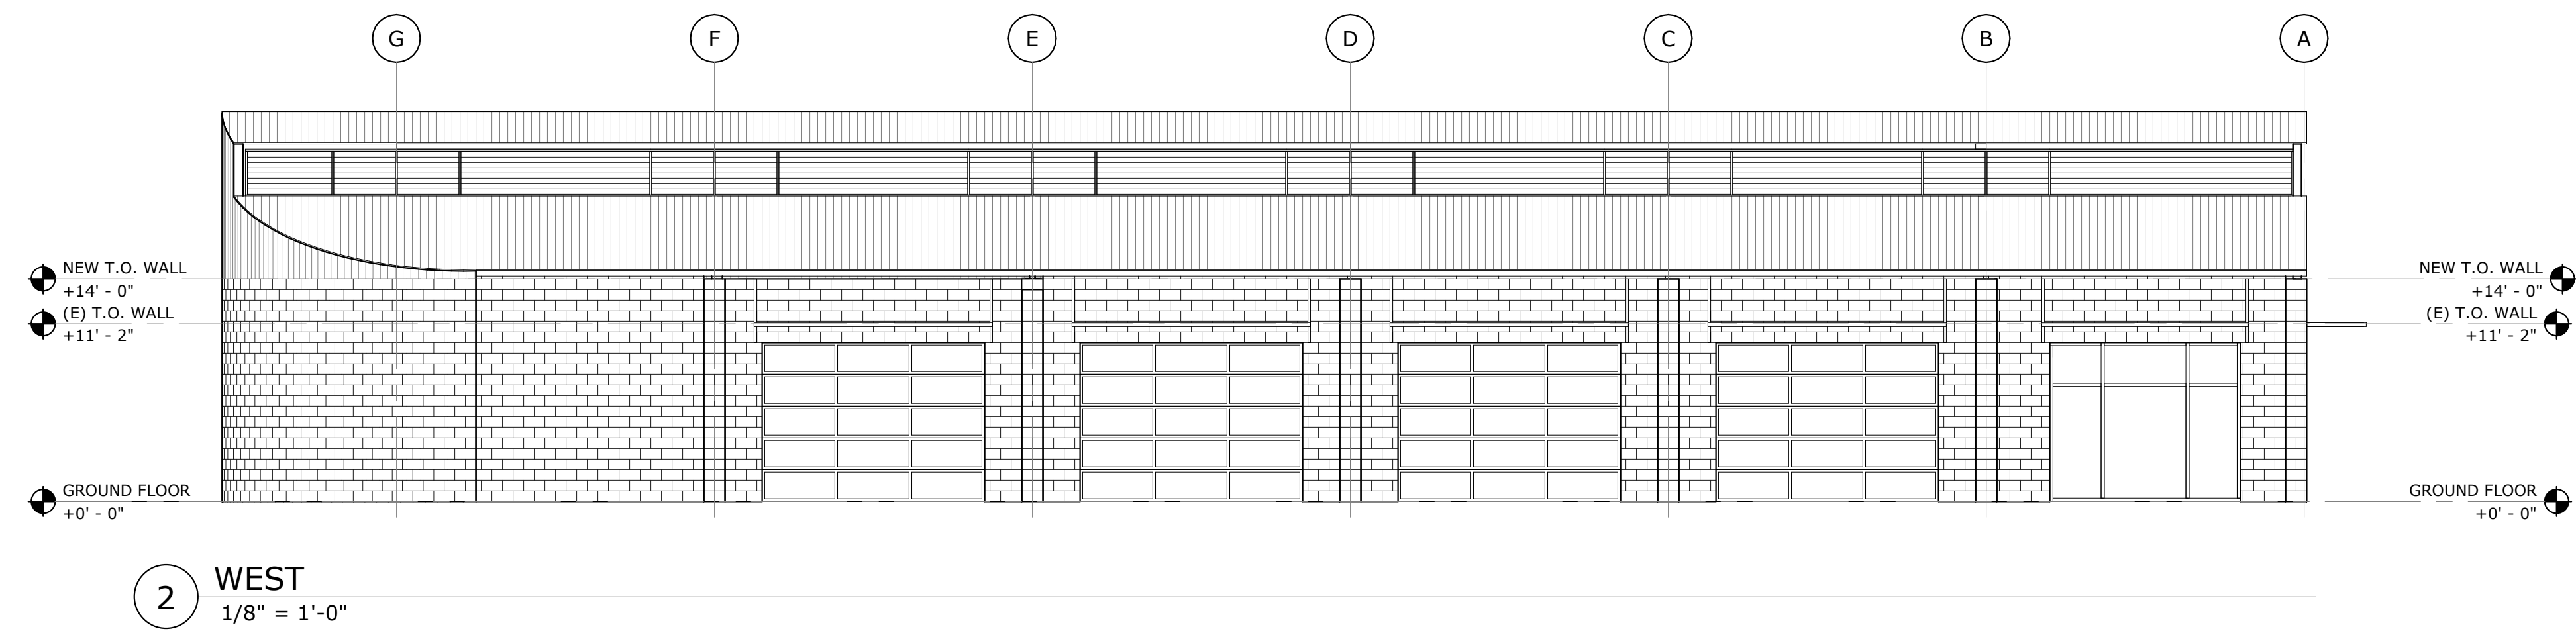 G F E D C B A
NEW T.O. WALL
+14' - 0"
(E) T.O. WALL
+11' - 2"
GROUND FLOOR
+0' - 0"
NEW T.O. WALL
+14' - 0"
(E) T.O. WALL
+11' - 2"
GROUND FLOOR
+0' - 0"
2 WEST
1/8" = 1'-0"